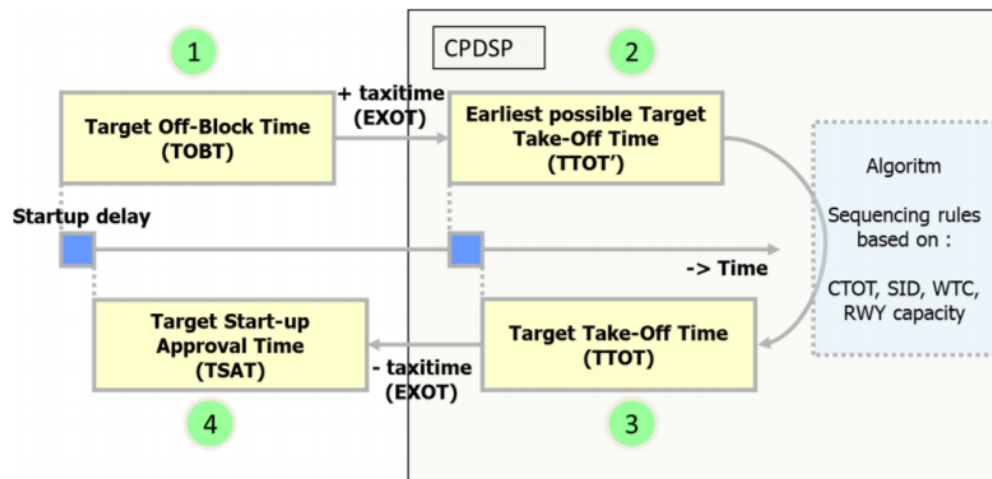 1
CPDSP
2
Target Off-Block Time
(TOBT)
+ taxitime
(EXOT)
Earliest possible Target
Take-Off Time
(TTOT')
Algoritm
Sequencing rules
based on :
CTOT, SID, WTC,
RWY capacity
Startup delay
-> Time
Target Start-up
Approval Time
(TSAT)
- taxitime
(EXOT)
Target Take-Off Time
(TTOT)
4
3